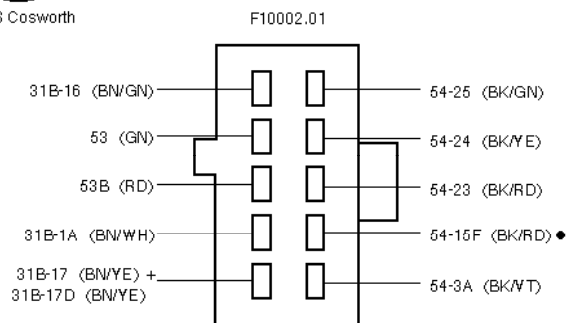 Cosworth
F10002.01
31B-16 (BN/GN)
54-25 (BK/GN)
53 (GN)
54-24 (BK/YE)
53B (RD)
54-23 (BK/RD)
31B-1A (BN/WH)
54-15F (BK/RD) ●
31B-17 (BN/YE) +
31B-17D (BN/YE)
54-3A (BK/VT)